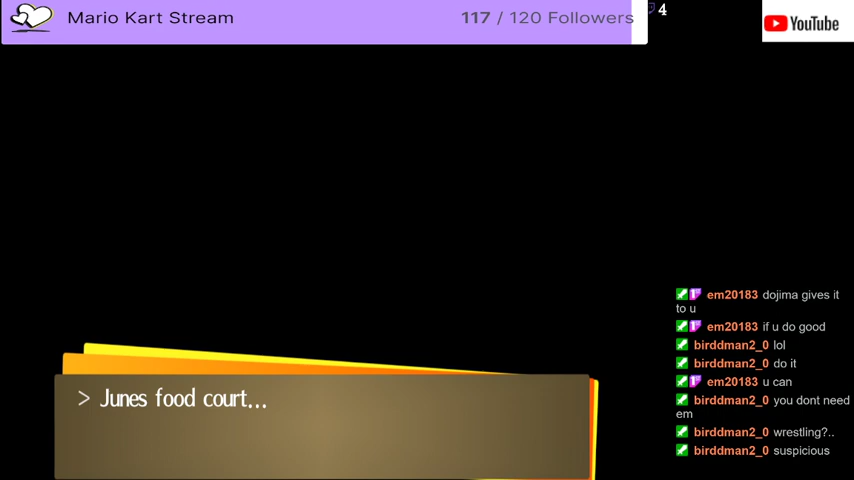 Mario Kart Stream
117 / 120 Followers
4
YouTube
em20183 dojima gives it
to u
em20183 if u do good
birddman2_0 lol
birddman2_0 do it
em20183 u can
birddman2_0 you dont need
em
birddman2_0 wrestling?..
birddman2_0 suspicious
> Junes food court...